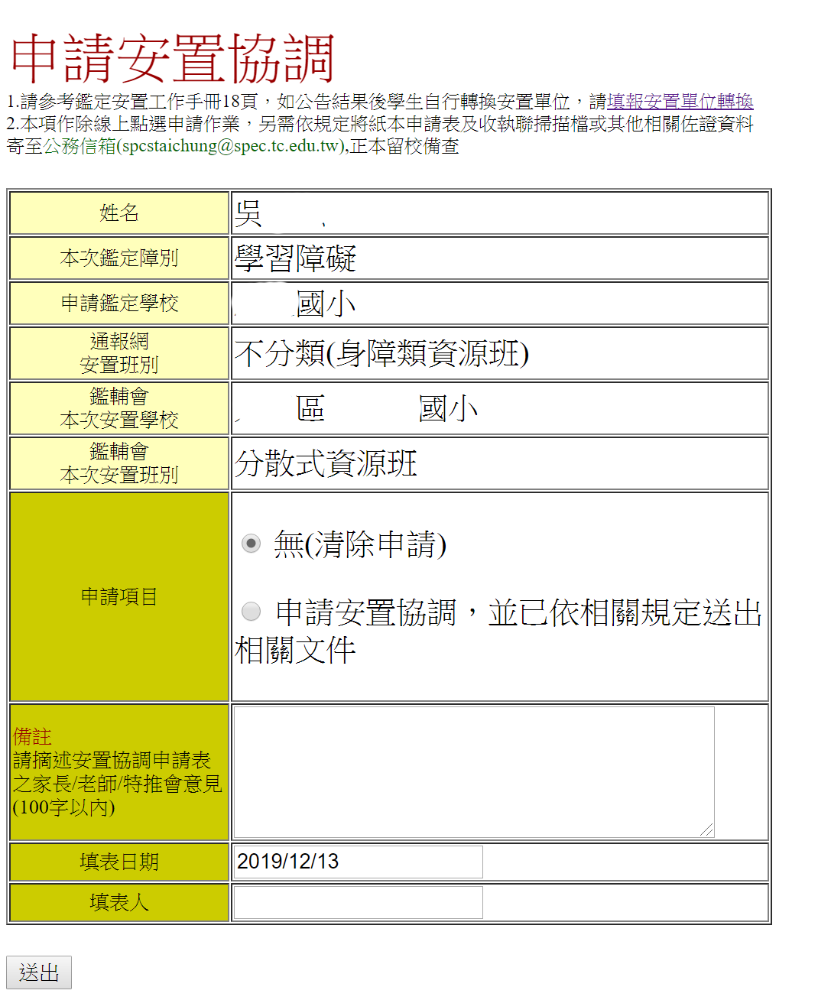 申請安置協調
1.請參考鑑定安置工作手冊18頁，如公告結果後學生自行轉換安置單位，請填報安置單位轉換
2.本項作除線上點選申請作業，另需依規定將紙本申請表及收執聯掃描檔或其他相關佐證資料
寄至公務信箱(spcstaichung@spec.tc.edu.tw),正本留校備查
姓名
吳
本次鑑定障別
學習障礙
申請鑑定學校
國小
通報網
安置班別
不分類(身障類資源班)
鑑輔會
本次安置學校
區 國小
鑑輔會
本次安置班別
分散式資源班
申請項目
無(清除申請)
申請安置協調，並已依相關規定送出
相關文件
備註
請摘述安置協調申請表
之家長/老師/特推會意見
(100字以內)
填表日期
2019/12/13
填表人
送出